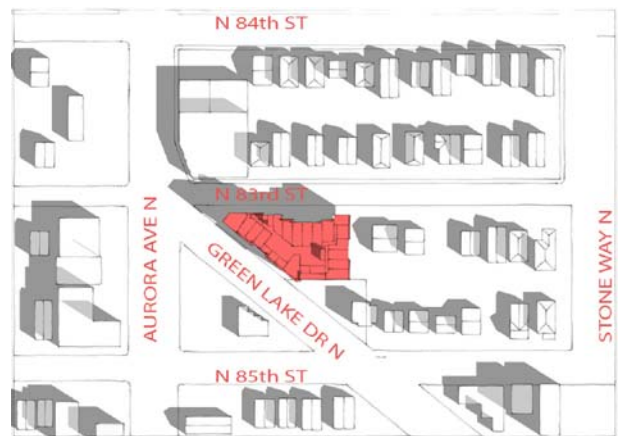 N 84th ST
N 83rd ST
AURORA AVE N
GREEN LAKE DR N
STONE WAY N
N 85th ST